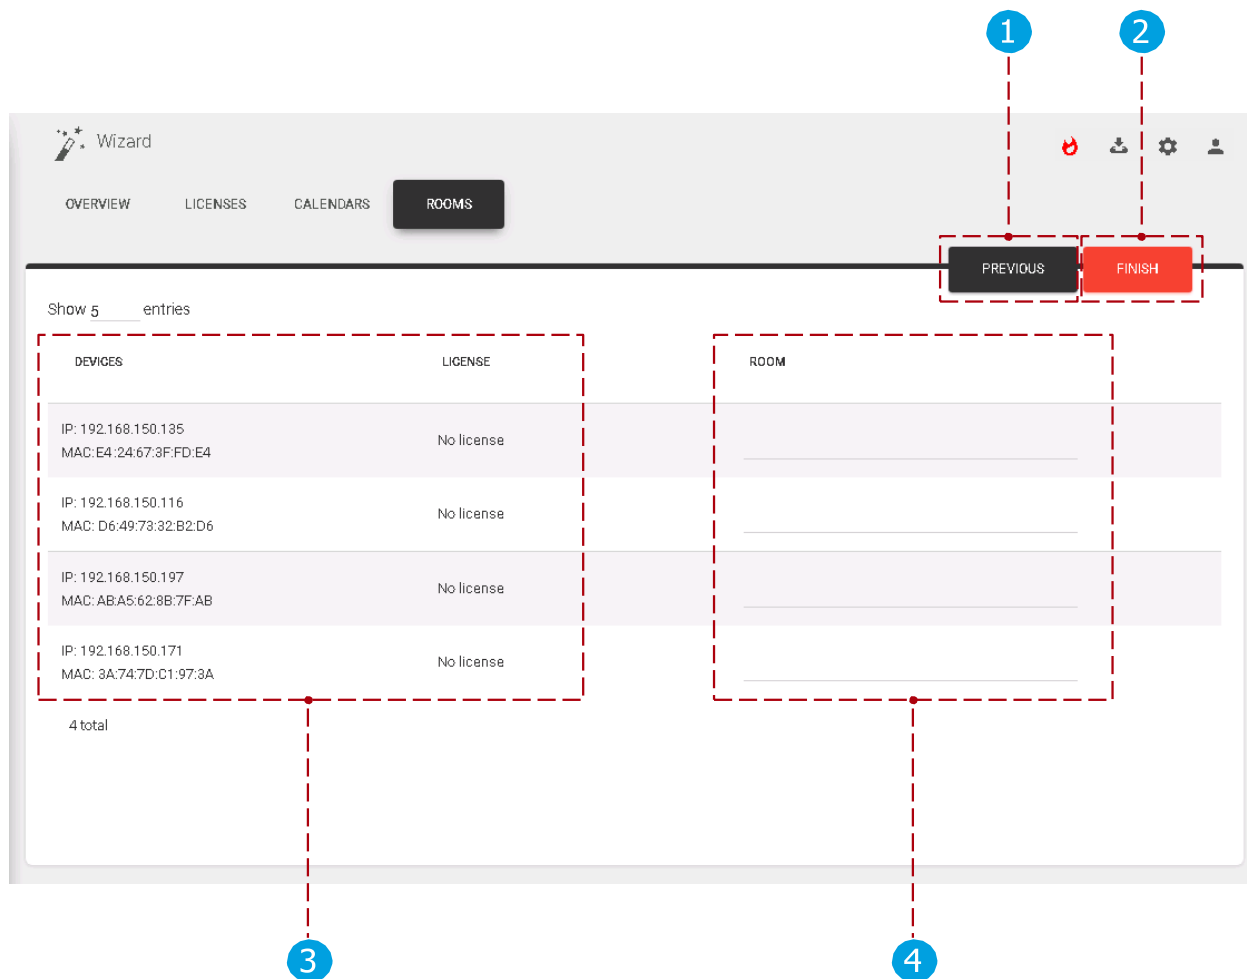 1 2
Wizard
OVERVIEW LICENSES CALENDARS ROOMS
PREVIOUS FINISH
Show 5 entries
DEVICES LICENSE ROOM
IP: 192.168.150.135
MAC:E4:24:67:3F:FD:E4
No license
IP: 192.168.150.116
MAC: D6:49:73:32:B2:D6
No license
IP: 192.168.150.197
MAC: AB:A5:62:8B:7F:AB
No license
IP: 192.168.150.171
MAC: 3A:74:7D:C1:97:3A
No license
4 total
3 4